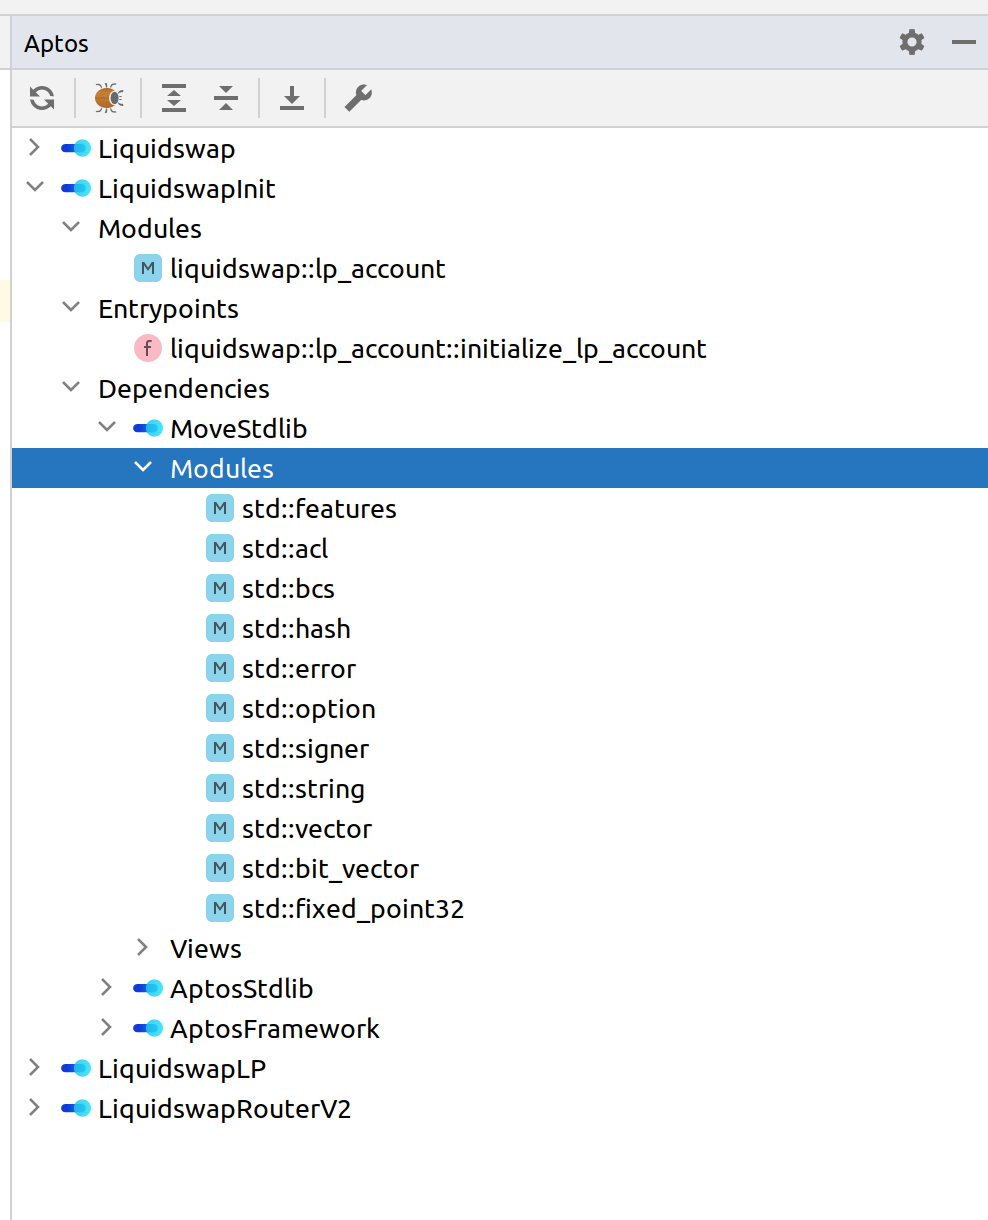 Aptos
Liquidswap
LiquidswapInit
Modules
M liquidswap::lp_account
Entrypoints
f liquidswap::lp_account::initialize_lp_account
Dependencies
MoveStdlib
Modules
M std::features
M std::acl
M std::bcs
M std::hash
M std::error
M std::option
M std::signer
M std::string
M std::vector
M std::bit_vector
M std::fixed_point32
Views
AptosStdlib
AptosFramework
LiquidswapLP
LiquidswapRouterV2